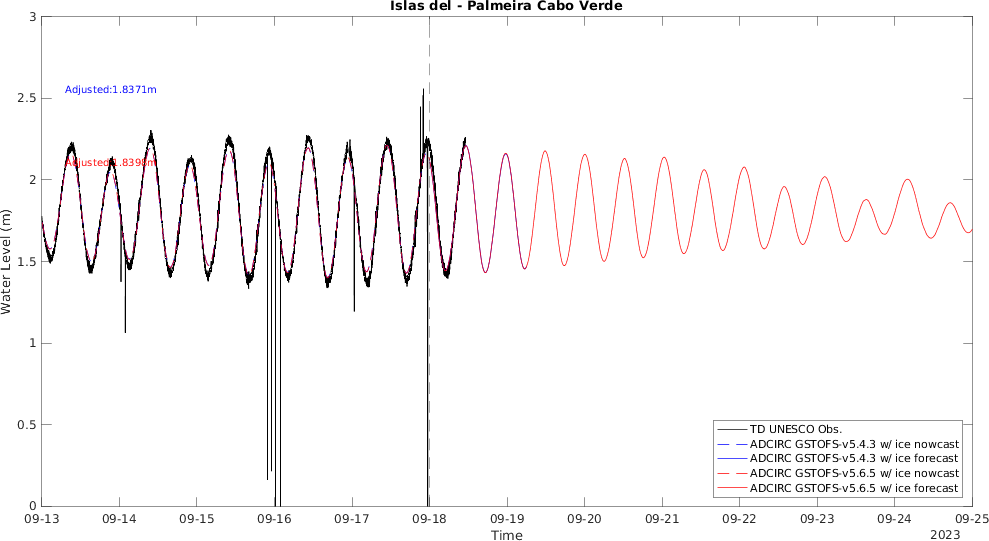 Islas del - Palmeira Cabo Verde
3
2.5
2
1.5
1
0.5
0
Water Level (m)
Adjusted:1.8371m
Adjusted:1.8398m
TD UNESCO Obs.
ADCIRC GSTOFS-v5.4.3 w/ ice nowcast
ADCIRC GSTOFS-v5.4.3 w/ ice forecast
ADCIRC GSTOFS-v5.6.5 w/ ice nowcast
ADCIRC GSTOFS-v5.6.5 w/ ice forecast
09-13 09-14 09-15 09-16 09-17 09-18 09-19 09-20 09-21 09-22 09-23 09-24 09-25
Time
2023